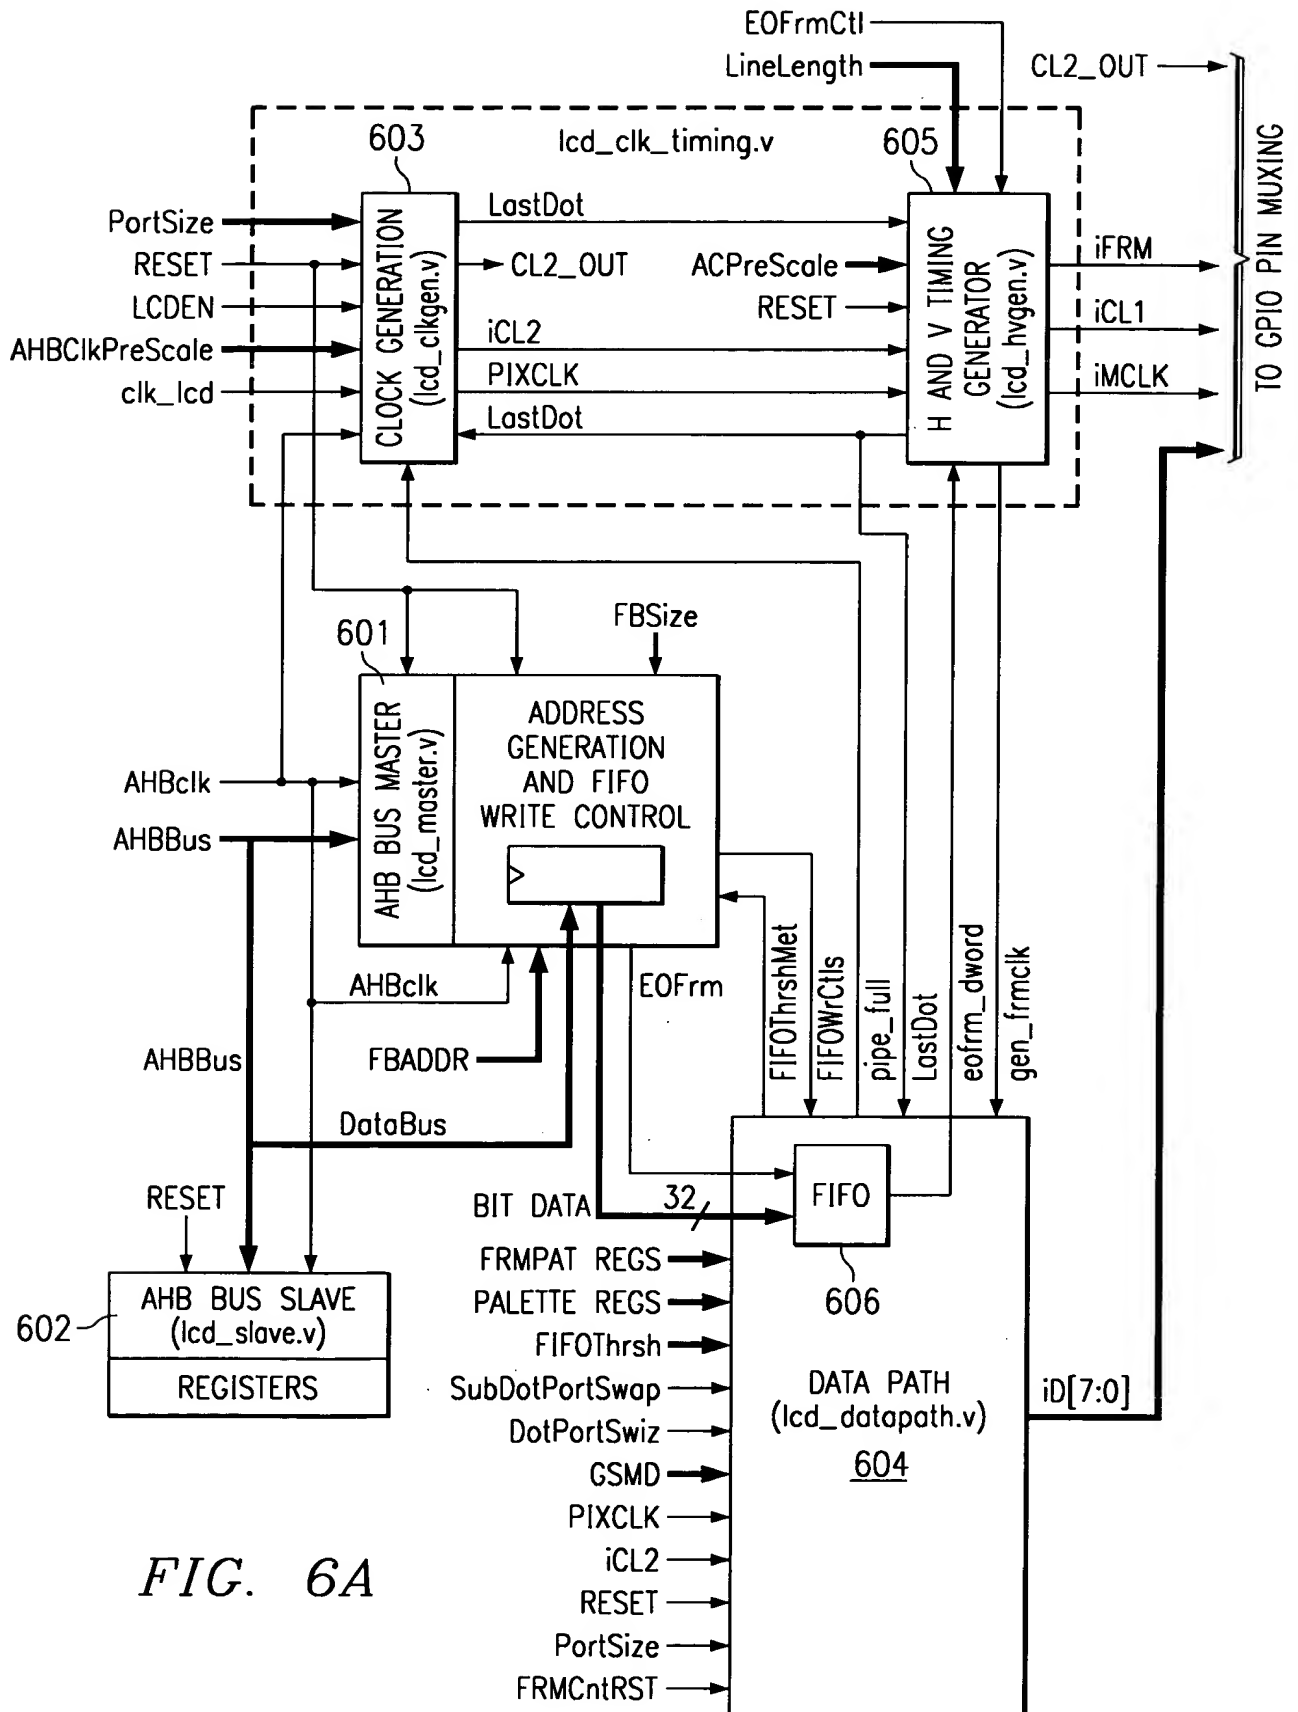 EOFrmCtl
LineLength
CL2_OUT
TO GPIO PIN MUXING
lcd_clk_timing.v
603
605
PortSize
RESET
LCDEN
AHBClkPreScale
clk_lcd
CLOCK GENERATION
(lcd_clkgen.v)
LastDot
CL2_OUT
iCL2
PIXCLK
LastDot
ACPreScale
RESET
H AND V TIMING
GENERATOR
(lcd_hvgen.v)
iFRM
iCL1
iMCLK
601
FBSize
AHB BUS MASTER
(lcd_master.v)
ADDRESS
GENERATION
AND FIFO
WRITE CONTROL
AHBclk
AHBBus
AHBclk
EOFrm
FIFOThrshMet
FIFOWrCtls
pipe_full
LastDot
eofrm_dword
gen_frmclk
AHBBus
FBADDR
DataBus
RESET
BIT DATA
32
FIFO
606
602
AHB BUS SLAVE
(lcd_slave.v)
REGISTERS
FRMPAT REGS
PALETTE REGS
FIFOThrsh
SubDotPortSwap
DotPortSwiz
GSMD
PIXCLK
iCL2
RESET
PortSize
FRMCntRST
DATA PATH
(lcd_datapath.v)
604
iD[7:0]
FIG. 6A